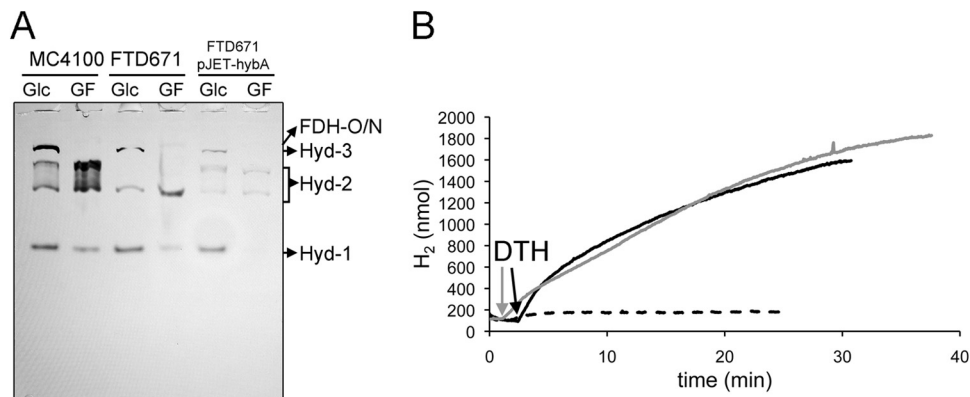 A
MC4100 FTD671 FTD671
pJET-hybA
Glc GF Glc GF Glc GF
FDH-O/N
Hyd-3
Hyd-2
Hyd-1
B
H2 (nmol)
2000
1800
1600
1400
1200
1000
800
600
400
200
0
DTH
0 10 20 30 40
time (min)